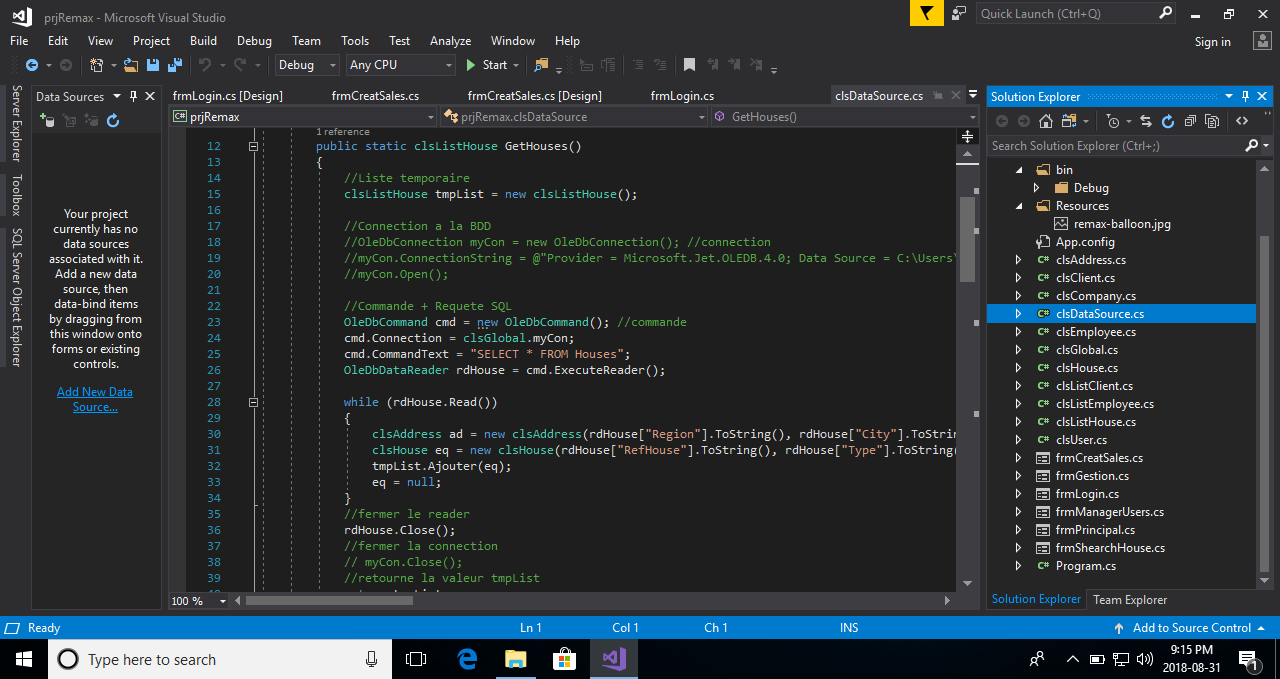 prjRemax - Microsoft Visual Studio
Quick Launch (Ctrl+Q)
File Edit View Project Build Debug Team Tools Test Analyze Window Help
Sign in
Debug Any CPU Start
Server Explorer
Toolbox
SQL Server Object Explorer
Data Sources
Your project
currently has no
data sources
associated with it.
Add a new data
source, then
data-bind items
by dragging from
this window onto
forms or existing
controls.
Add New Data
Source...
frmLogin.cs [Design] frmCreatSales.cs frmCreatSales.cs [Design] frmLogin.cs clsDataSource.cs
prjRemax prjRemax.clsDataSource GetHouses()
1 reference
12 public static clsListHouse GetHouses()
13 {
14 //Liste temporaire
15 clsListHouse tmpList = new clsListHouse();
16
17 //Connection a la BDD
18 //OleDbConnection myCon = new OleDbConnection(); //connection
19 //myCon.ConnectionString = @"Provider = Microsoft.Jet.OLEDB.4.0; Data Source = C:\Users\
20 //myCon.Open();
21
22 //Commande + Requete SQL
23 OleDbCommand cmd = new OleDbCommand(); //commande
24 cmd.Connection = clsGlobal.myCon;
25 cmd.CommandText = "SELECT * FROM Houses";
26 OleDbDataReader rdHouse = cmd.ExecuteReader();
27
28 while (rdHouse.Read())
29 {
30 clsAddress ad = new clsAddress(rdHouse["Region"].ToString(), rdHouse["City"].ToStrin
31 clsHouse eq = new clsHouse(rdHouse["RefHouse"].ToString(), rdHouse["Type"].ToString(
32 tmpList.Ajouter(eq);
33 eq = null;
34 }
35 //fermer le reader
36 rdHouse.Close();
37 //fermer la connection
38 // myCon.Close();
39 //retourne la valeur tmpList
100 %
Solution Explorer
Search Solution Explorer (Ctrl+;)
bin
Debug
Resources
remax-balloon.jpg
App.config
C# clsAddress.cs
C# clsClient.cs
C# clsCompany.cs
C# clsDataSource.cs
C# clsEmployee.cs
C# clsGlobal.cs
C# clsHouse.cs
C# clsListClient.cs
C# clsListEmployee.cs
C# clsListHouse.cs
C# clsUser.cs
frmCreatSales.cs
frmGestion.cs
frmLogin.cs
frmManagerUsers.cs
frmPrincipal.cs
frmShearchHouse.cs
C# Program.cs
Solution Explorer Team Explorer
Ready Ln 1 Col 1 Ch 1 INS Add to Source Control
Type here to search
9:15 PM
2018-08-31
1